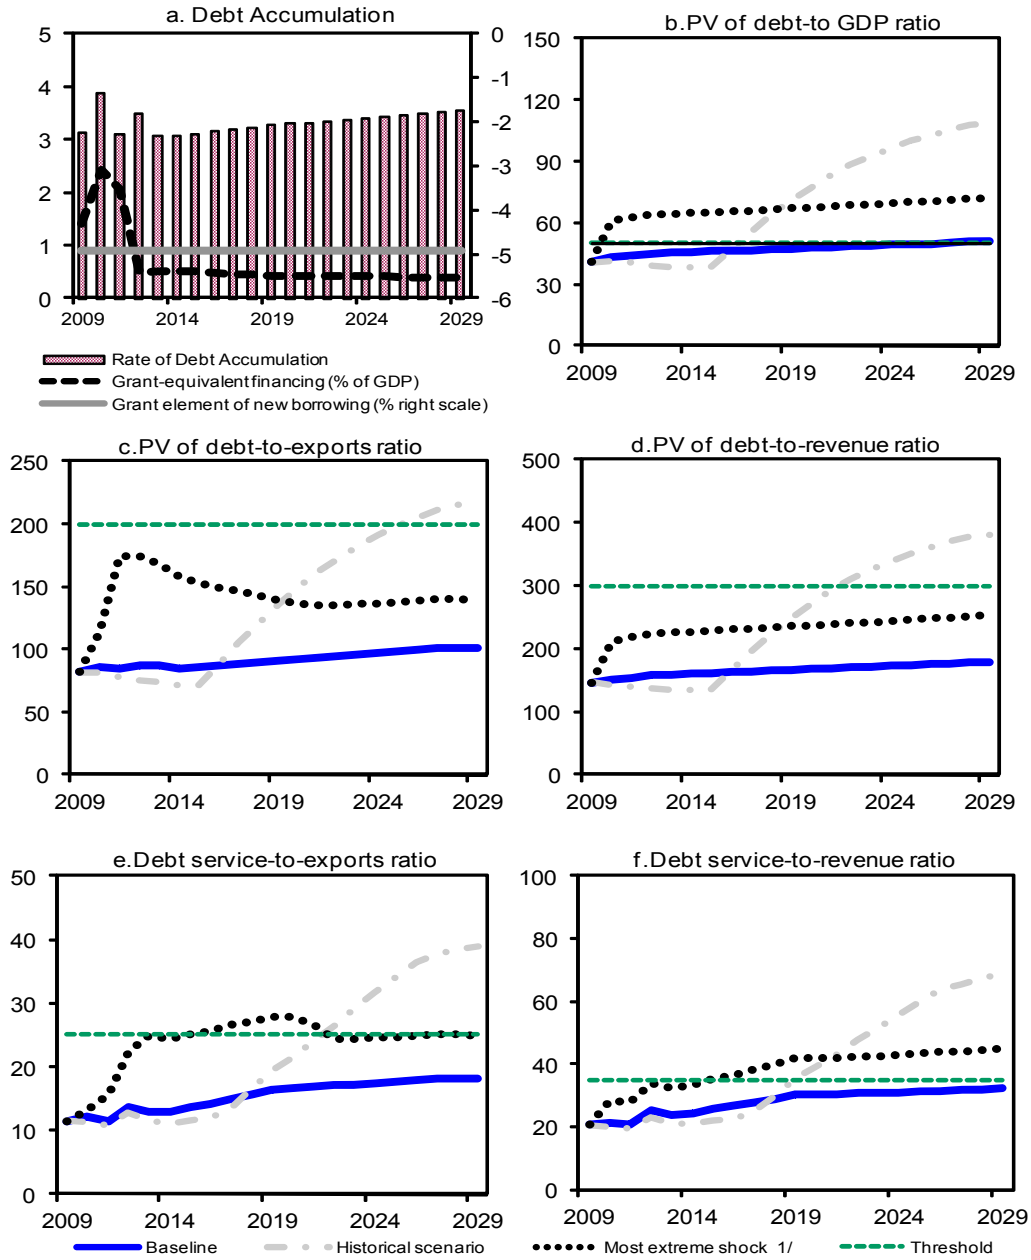 a. Debt Accumulation
5
4
3
2
1
0
0
-1
-2
-3
-4
-5
-6
2009 2014 2019 2024 2029
Rate of Debt Accumulation
Grant-equivalent financing (% of GDP)
Grant element of new borrowing (% right scale)
b.PV of debt-to GDP ratio
150
120
90
60
30
0
2009 2014 2019 2024 2029
c.PV of debt-to-exports ratio
250
200
150
100
50
0
2009 2014 2019 2024 2029
d.PV of debt-to-revenue ratio
500
400
300
200
100
0
2009 2014 2019 2024 2029
e.Debt service-to-exports ratio
50
40
30
20
10
0
2009 2014 2019 2024 2029
f.Debt service-to-revenue ratio
100
80
60
40
20
0
2009 2014 2019 2024 2029
Baseline Historical scenario Most extreme shock 1/ Threshold